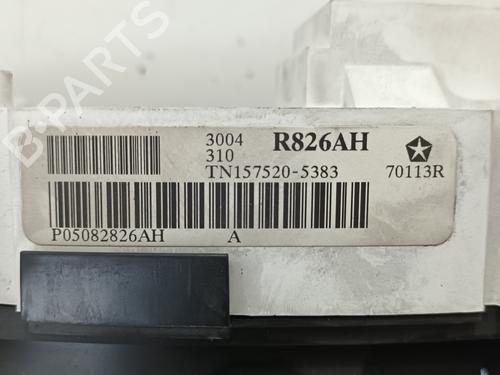 B-PARTS
3004 R826AH
310
TN157520-5383 70113R
P05082826AH A